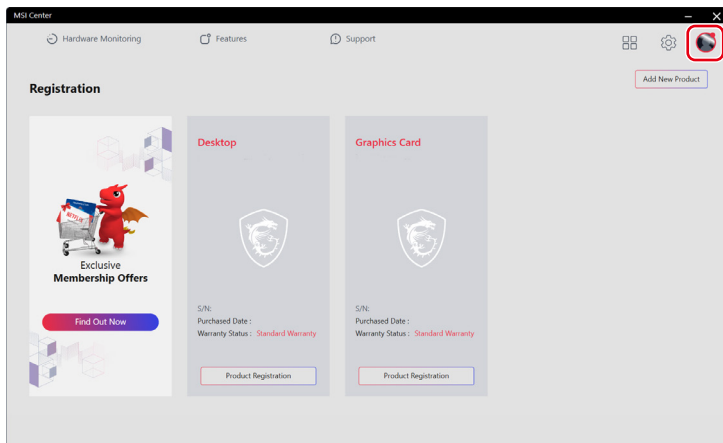 MSI Center
Hardware Monitoring
Features
Support
Add New Product
Registration
NETFLIX
Exclusive
Membership Offers
Find Out Now
Desktop
S/N:
Purchased Date :
Warranty Status : Standard Warranty
Product Registration
Graphics Card
S/N:
Purchased Date :
Warranty Status : Standard Warranty
Product Registration